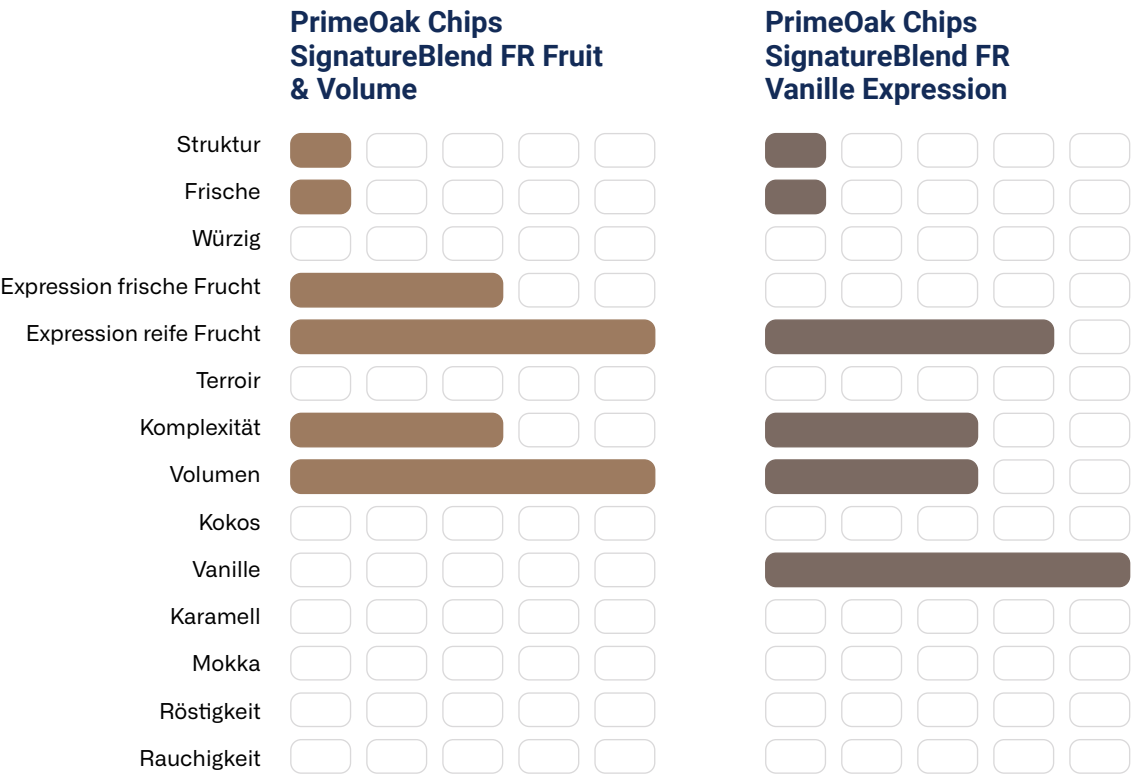 PrimeOak Chips
SignatureBlend FR Fruit
& Volume
PrimeOak Chips
SignatureBlend FR
Vanille Expression
Struktur
Frische
Würzig
Expression frische Frucht
Expression reife Frucht
Terroir
Komplexität
Volumen
Kokos
Vanille
Karamell
Mokka
Röstigkeit
Rauchigkeit